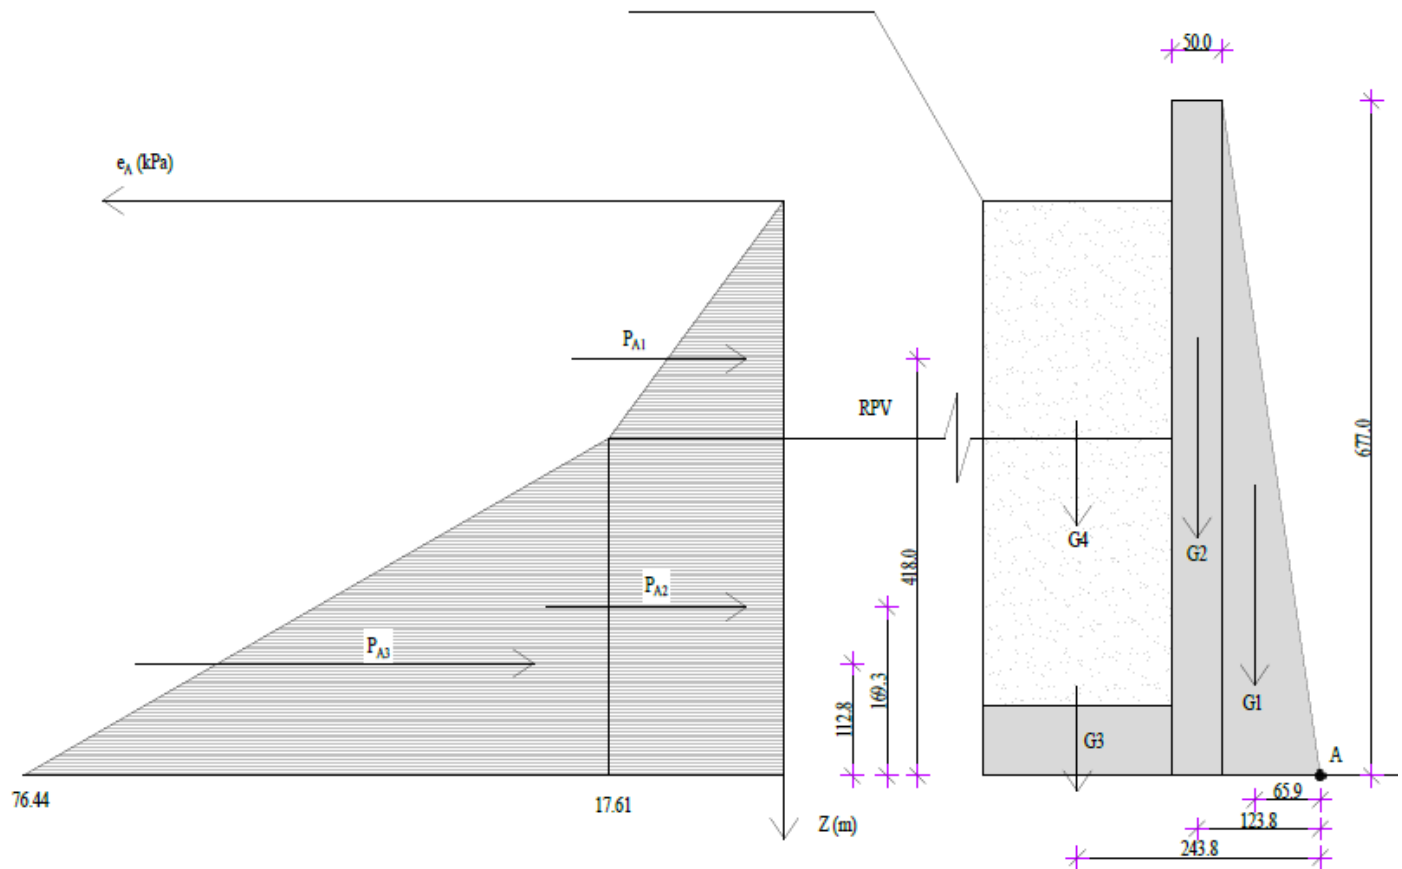 50.0
eA (kPa)
PA1
RPV
677.0
G4
G2
418.0
PA2
PA3
169.3
112.8
G1
G3
A
76.44
17.61
65.9
Z (m)
123.8
243.8